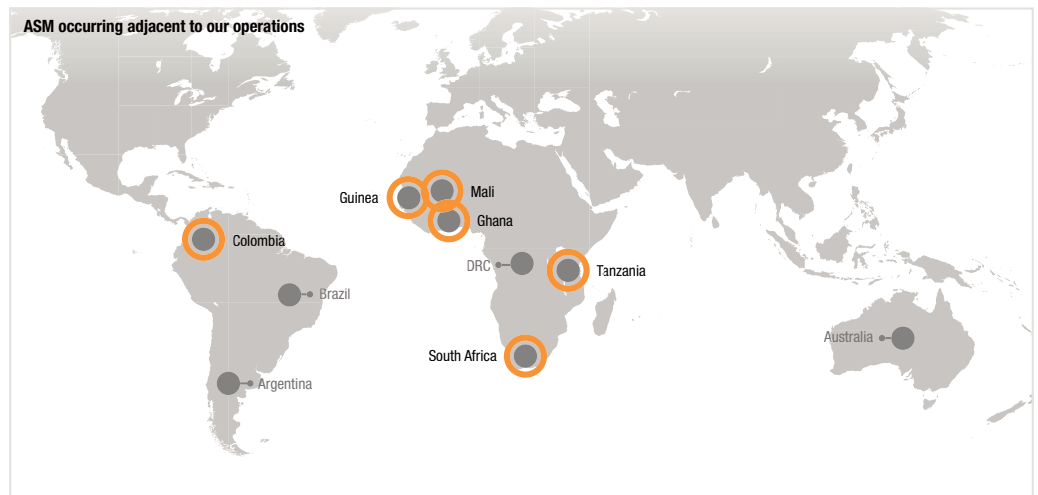 ASM occurring adjacent to our operations
Guinea
Mali
Ghana
Colombia
DRC
Tanzania
Brazil
Australia
South Africa
Argentina